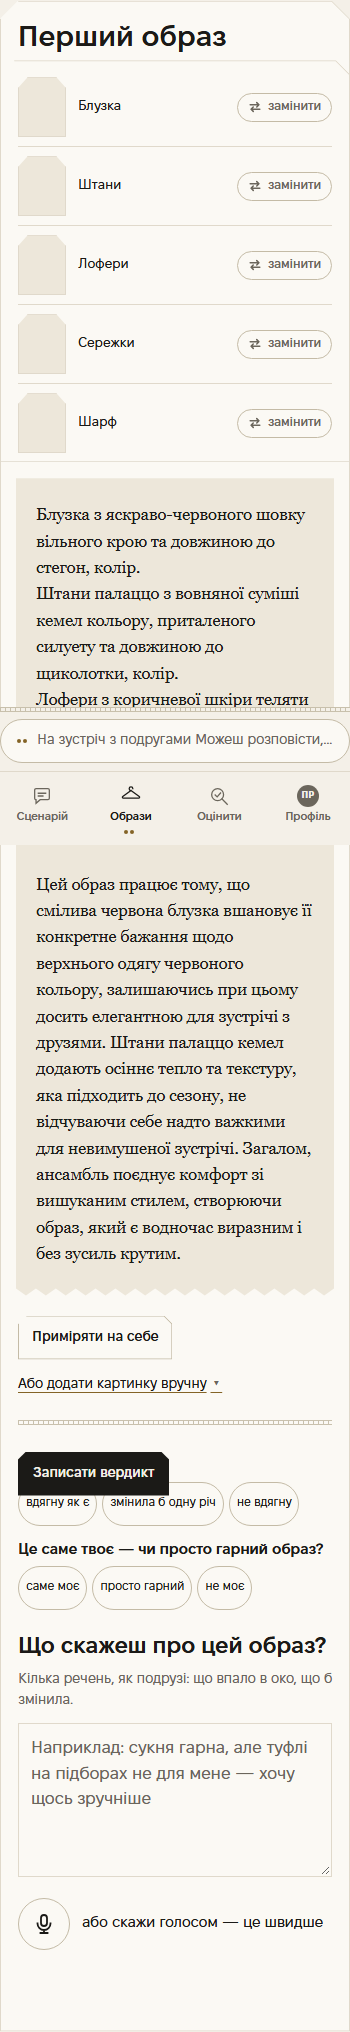 Перший образ
Блузка
замінити
Штани
замінити
Лофери
замінити
Сережки
замінити
Шарф
замінити
Блузка з яскраво-червоного шовку
вільного крою та довжиною до
стегон, колір.
Штани палаццо з вовняної суміші
кемел кольору, приталеного
силуету та довжиною до
щиколотки, колір.
Лофери з коричневої шкіри теляти
На зустріч з подругами Можеш розповісти,...
Сценарій
Образи
Оцінити
ПР
Профіль
Цей образ працює тому, що
смілива червона блузка вшановує її
конкретне бажання щодо
верхнього одягу червоного
кольору, залишаючись при цьому
досить елегантною для зустрічі з
друзями. Штани палаццо кемел
додають осіннє тепло та текстуру,
яка підходить до сезону, не
відчуваючи себе надто важкими
для невимушеної зустрічі. Загалом,
ансамбль поєднує комфорт зі
вишуканим стилем, створюючи
образ, який є водночас виразним і
без зусиль крутим.
Приміряти на себе
Або додати картинку вручну
Записати вердикт
вдягну як є
змінила б одну річ
не вдягну
Це саме твоє — чи просто гарний образ?
саме моє
просто гарний
не моє
Що скажеш про цей образ?
Кілька речень, як подрузі: що впало в око, що б
змінила.
Наприклад: сукня гарна, але туфлі
на підборах не для мене — хочу
щось зручніше
або скажи голосом — це швидше